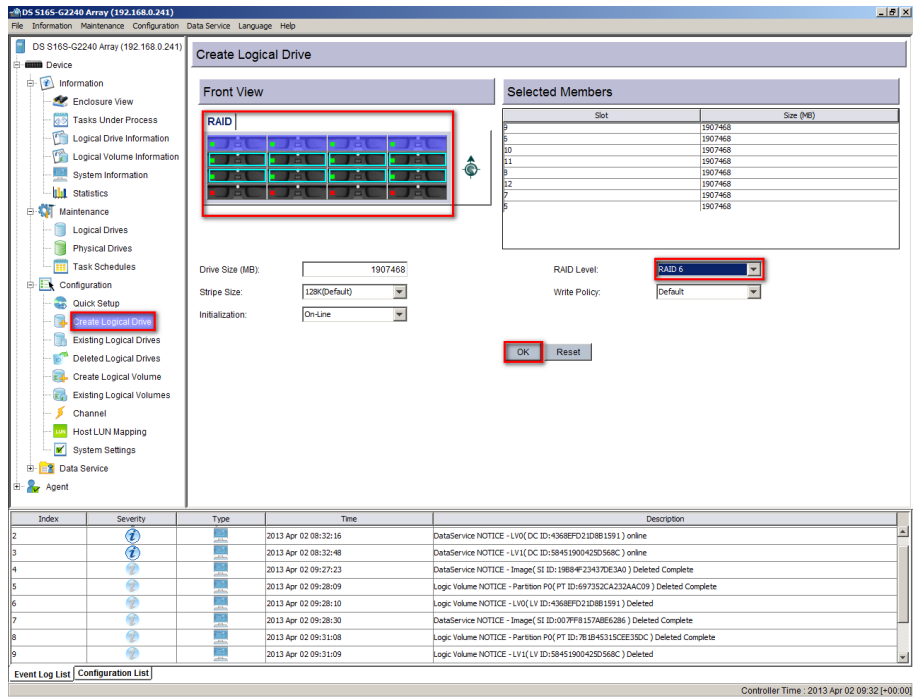 DS S16S-G2240 Array (192.168.0.241)
File Information Maintenance Configuration Data Service Language Help
DS S16S-G2240 Array (192.168.0.241)
Device
Information
Enclosure View
Tasks Under Process
Logical Drive Information
Logical Volume Information
System Information
Statistics
Maintenance
Logical Drives
Physical Drives
Task Schedules
Configuration
Quick Setup
Create Logical Drive
Existing Logical Drives
Deleted Logical Drives
Create Logical Volume
Existing Logical Volumes
Channel
LUN Host LUN Mapping
System Settings
Data Service
Agent
Create Logical Drive
Front View
RAID
Selected Members
Slot Size (MB)
9 1907468
6 1907468
10 1907468
11 1907468
8 1907468
12 1907468
7 1907468
5 1907468
Drive Size (MB): 1907468
RAID Level: RAID 6
Stripe Size: 128K(Default)
Write Policy: Default
Initialization: On-Line
OK Reset
Index Severity Type Time Description
2 2013 Apr 02 08:32:16 DataService NOTICE - LV0( DC ID:4368EFD21D8B1591 ) online
3 2013 Apr 02 08:32:48 DataService NOTICE - LV1( DC ID:58451900425D568C ) online
4 2013 Apr 02 09:27:23 DataService NOTICE - Image( SI ID:19B84F23437DE3A0 ) Deleted Complete
5 2013 Apr 02 09:28:09 Logic Volume NOTICE - Partition P0( PT ID:697352CA232AAC09 ) Deleted Complete
6 2013 Apr 02 09:28:10 Logic Volume NOTICE - LV0( LV ID:4368EFD21D8B1591 ) Deleted
7 2013 Apr 02 09:28:30 DataService NOTICE - Image( SI ID:007FF8157ABE6286 ) Deleted Complete
8 2013 Apr 02 09:31:08 Logic Volume NOTICE - Partition P0( PT ID:7B1B45315CEE35DC ) Deleted Complete
9 2013 Apr 02 09:31:09 Logic Volume NOTICE - LV1( LV ID:58451900425D568C ) Deleted
Event Log List Configuration List
Controller Time : 2013 Apr 02 09:32 [+00:00]